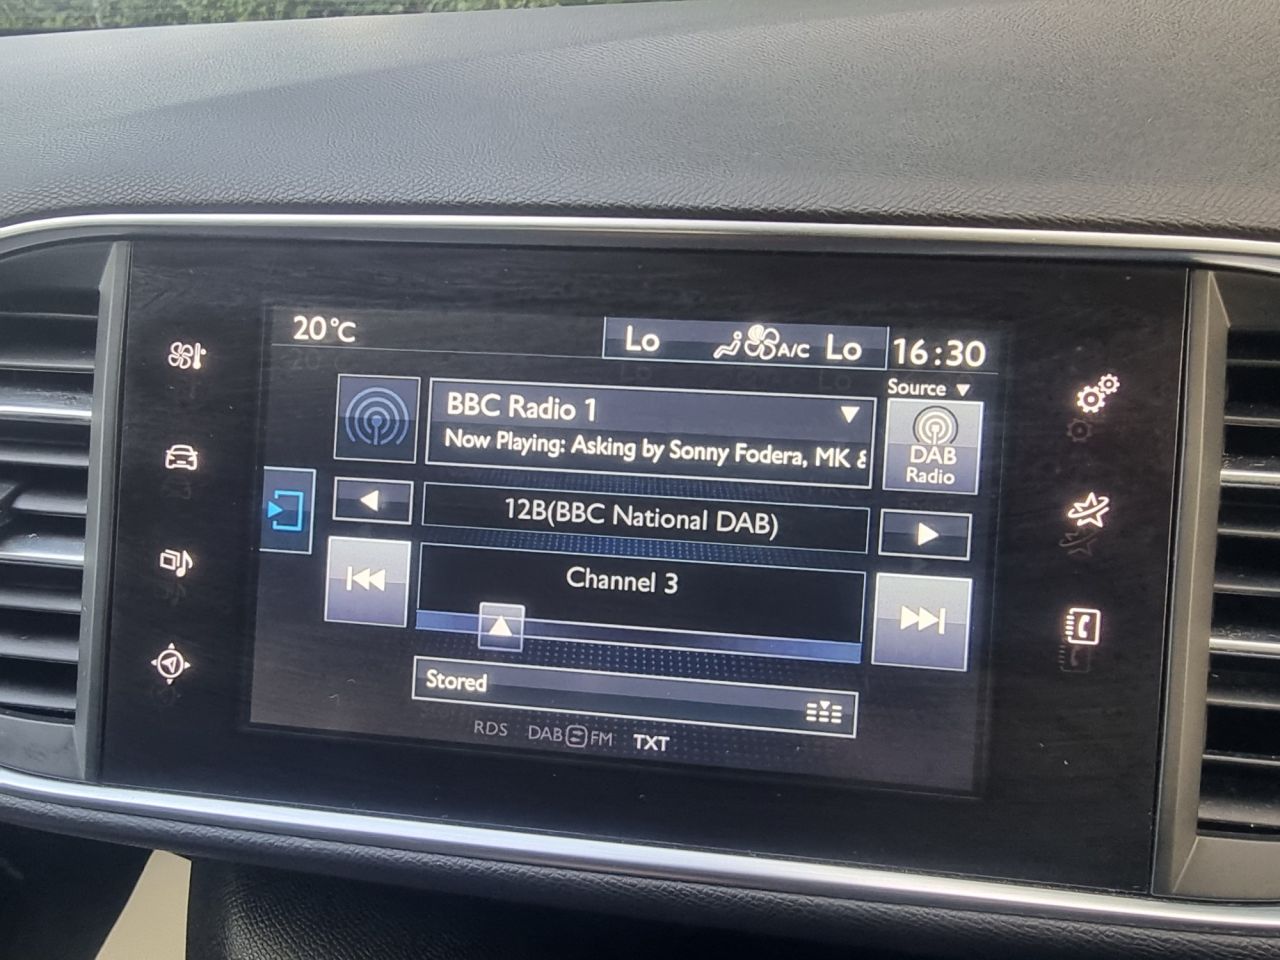 20°C
Lo
A/C
Lo
16:30
Source
BBC Radio 1
Now Playing: Asking by Sonny Fodera, MK &
DAB
Radio
12B(BBC National DAB)
Channel 3
Stored
RDS
DAB
FM
TXT